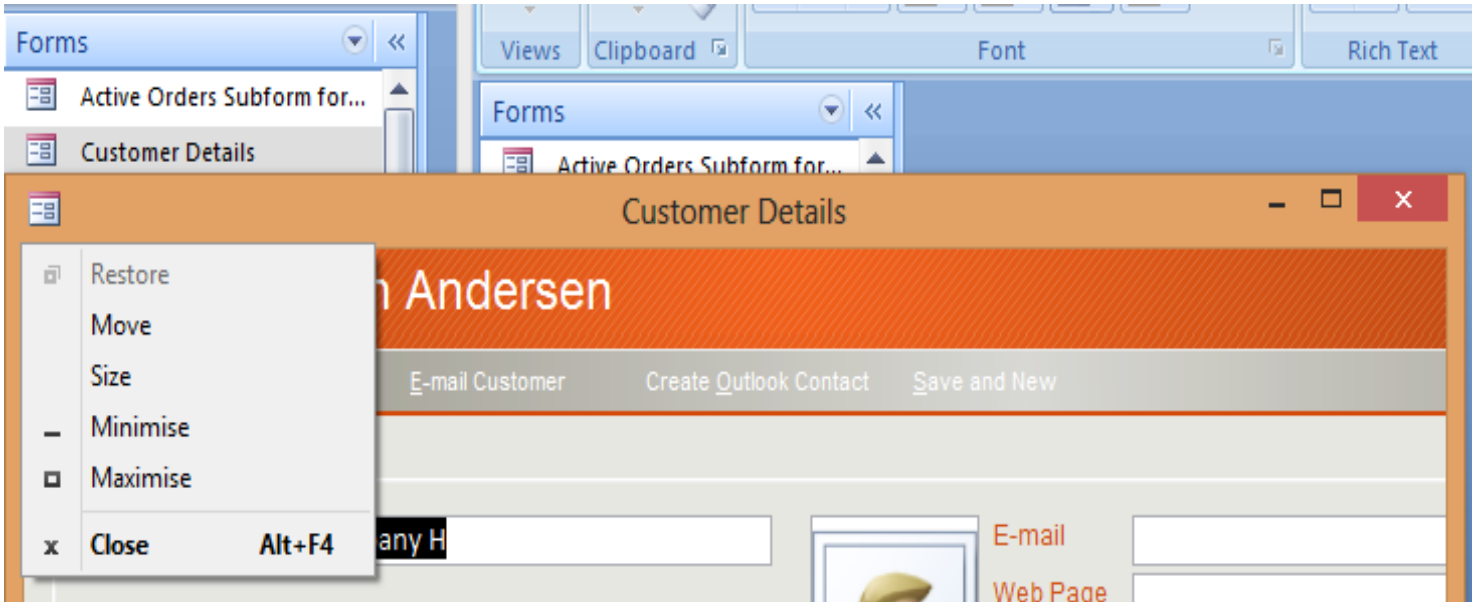 Forms
Active Orders Subform for...
Customer Details
Views
Clipboard
Font
Rich Text
Forms
Active Orders Subform for...
Customer Details
Restore
Move
Size
Minimise
Maximise
Close Alt+F4
Andersen
E-mail Customer Create Outlook Contact Save and New
any H
E-mail
Web Page